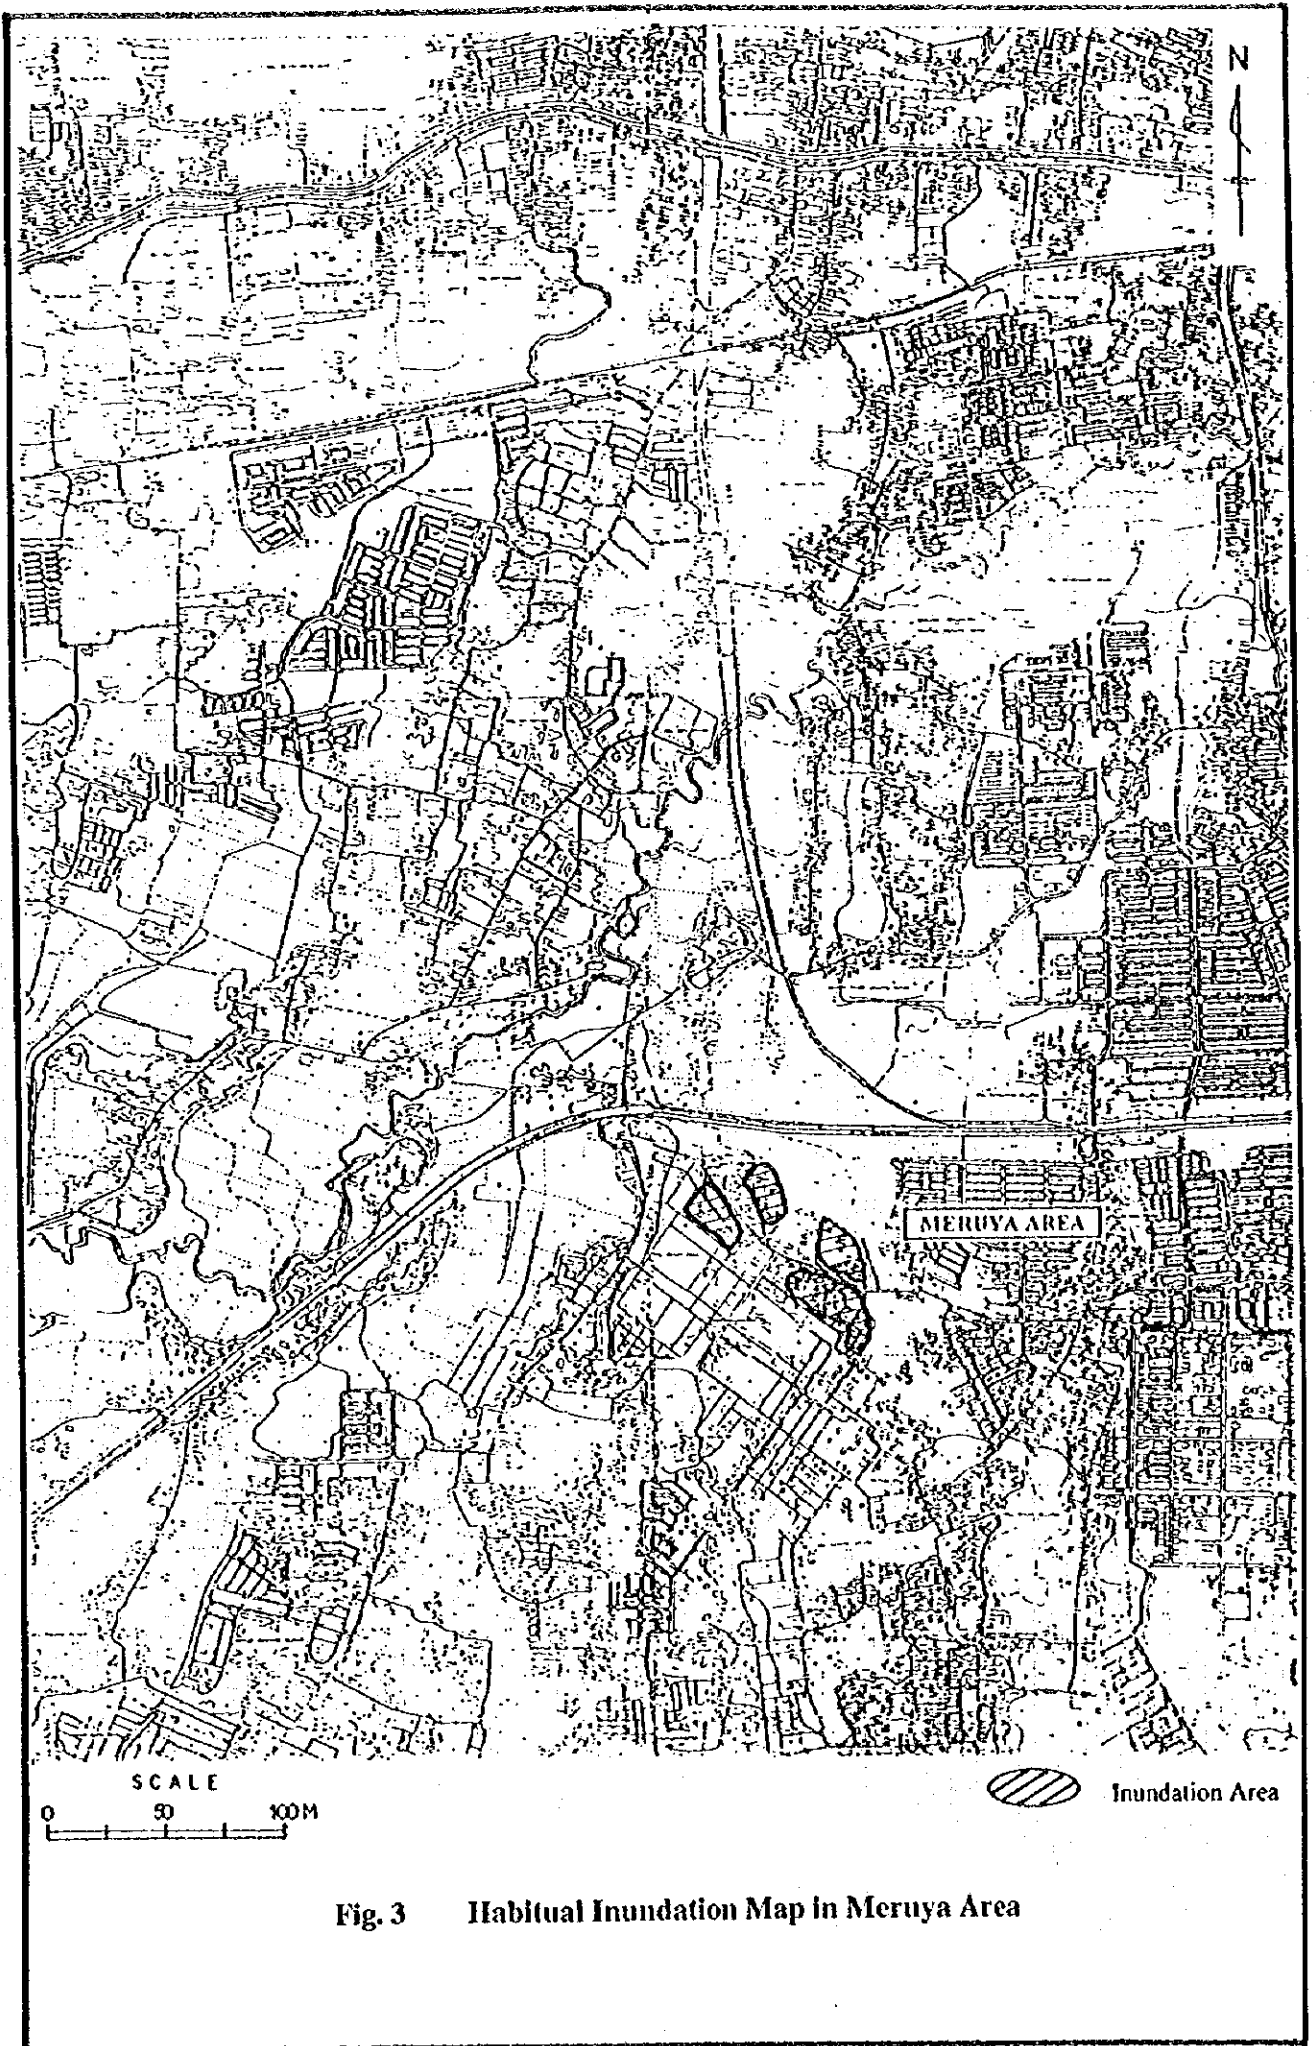 N
MERUYA AREA
SCALE
0 50 100M
Inundation Area
Fig. 3 Habitual Inundation Map in Meruya Area